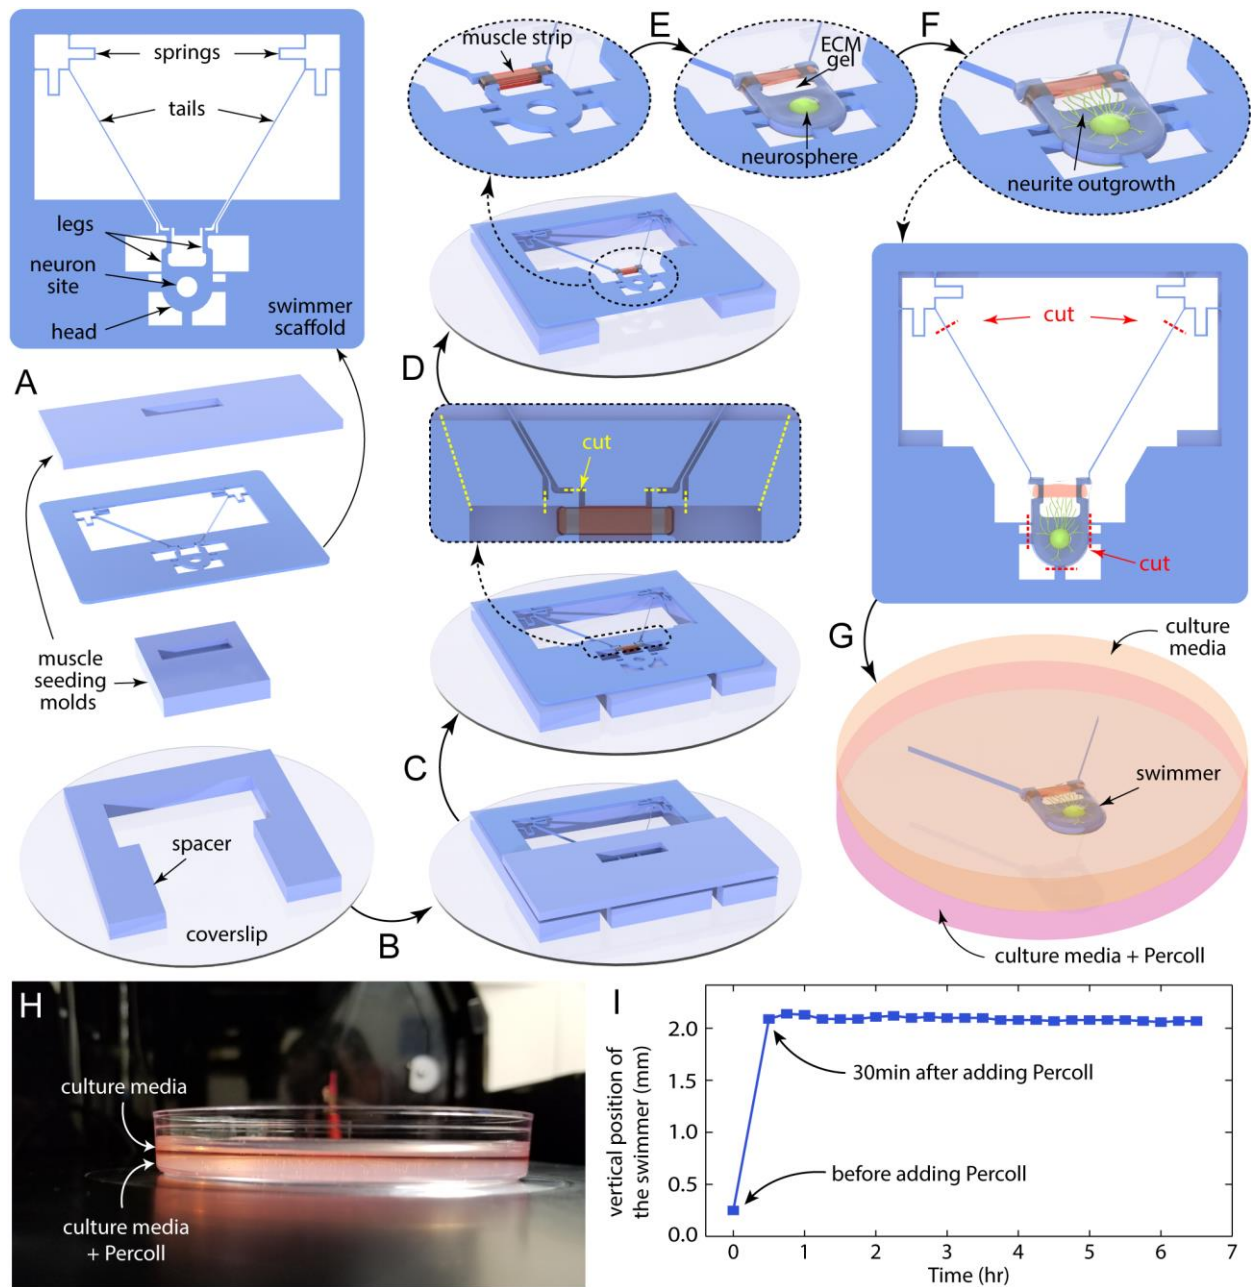 springs
tails
legs
neuron
site
head
swimmer
scaffold
A
muscle
seeding
molds
spacer
coverslip
B
C
D
cut
muscle strip
E
ECM
gel
neurosphere
F
neurite outgrowth
cut
cut
G
culture
media
swimmer
culture media + Percoll
H
culture media
culture media
+ Percoll
I
vertical position of
the swimmer (mm)
2.0
1.5
1.0
0.5
0.0
30min after adding Percoll
before adding Percoll
0 1 2 3 4 5 6 7
Time (hr)